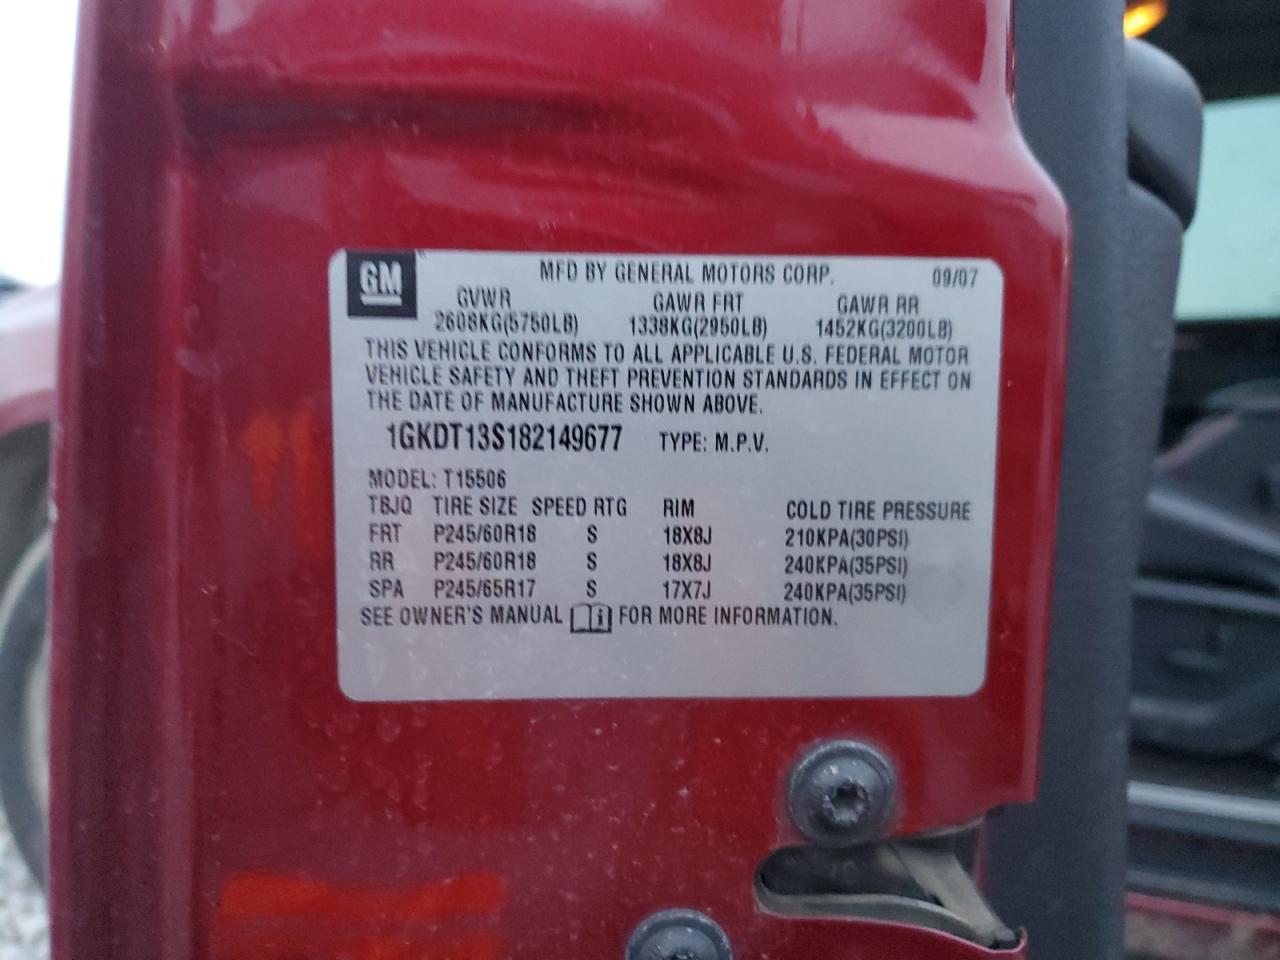 GM MFD BY GENERAL MOTORS CORP. 09/07
GVWR GAWR FRT GAWR RR
2608KG(5750LB) 1338KG(2950LB) 1452KG(3200LB)
THIS VEHICLE CONFORMS TO ALL APPLICABLE U.S. FEDERAL MOTOR
VEHICLE SAFETY AND THEFT PREVENTION STANDARDS IN EFFECT ON
THE DATE OF MANUFACTURE SHOWN ABOVE.
1GKDT13S182149677 TYPE: M.P.V.
MODEL: T15506
TBJQ TIRE SIZE SPEED RTG RIM COLD TIRE PRESSURE
FRT P245/60R18 S 18X8J 210KPA(30PSI)
RR P245/60R18 S 18X8J 240KPA(35PSI)
SPA P245/65R17 S 17X7J 240KPA(35PSI)
SEE OWNER'S MANUAL FOR MORE INFORMATION.